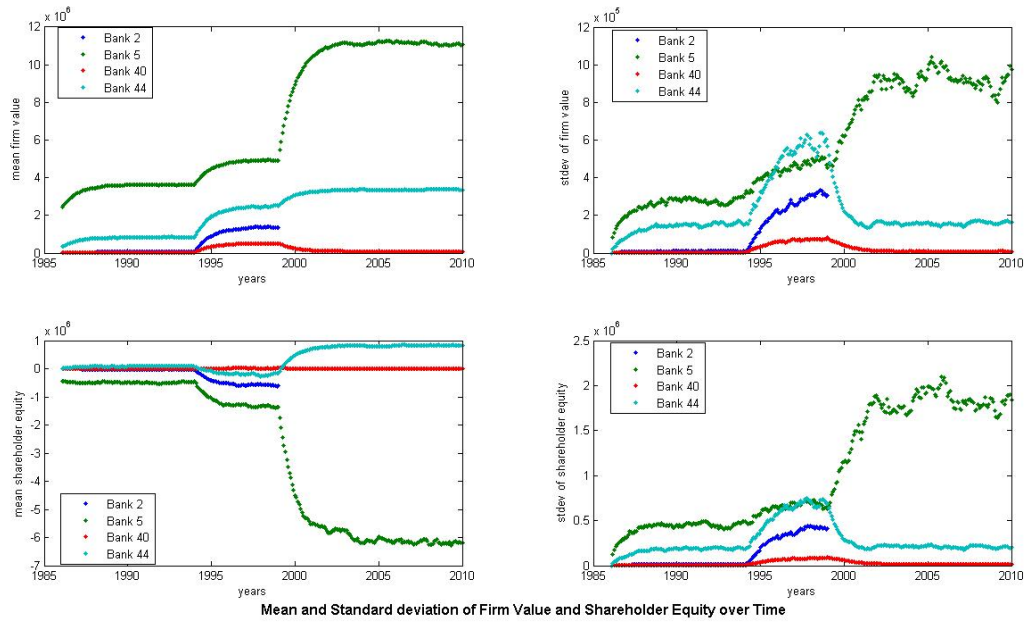 x 10^6
12
10
8
6
4
2
0
mean firm value
Bank 2
Bank 5
Bank 40
Bank 44
1985 1990 1995 2000 2005 2010
years
x 10^5
12
10
8
6
4
2
0
stdev of firm value
Bank 2
Bank 5
Bank 40
Bank 44
1985 1990 1995 2000 2005 2010
years
x 10^6
1
0
-1
-2
-3
-4
-5
-6
-7
mean shareholder equity
Bank 2
Bank 5
Bank 40
Bank 44
1985 1990 1995 2000 2005 2010
years
x 10^6
2.5
2
1.5
1
0.5
0
stdev of shareholder equity
Bank 2
Bank 5
Bank 40
Bank 44
1985 1990 1995 2000 2005 2010
years
Mean and Standard deviation of Firm Value and Shareholder Equity over Time